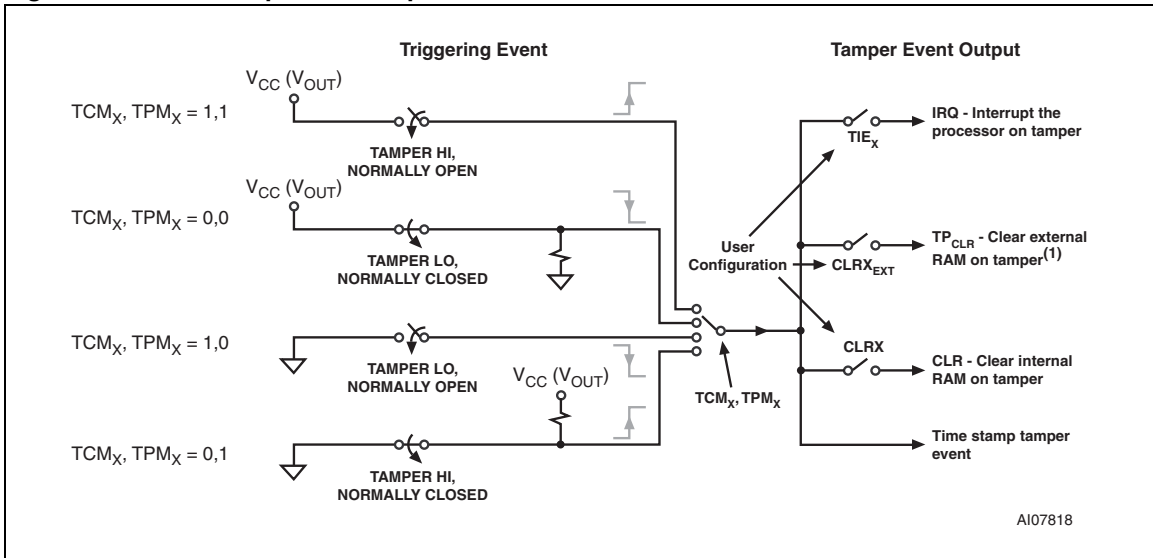 Triggering Event
Tamper Event Output
VCC (VOUT)
TCMX, TPMX = 1,1
TAMPER HI,
NORMALLY OPEN
IRQ - Interrupt the
processor on tamper
TIEX
VCC (VOUT)
TCMX, TPMX = 0,0
TAMPER LO,
NORMALLY CLOSED
User
Configuration
TPCLR - Clear external
RAM on tamper(1)
CLRXEXT
TCMX, TPMX = 1,0
TAMPER LO,
NORMALLY OPEN
VCC (VOUT)
TCMX, TPMX
CLRX
CLR - Clear internal
RAM on tamper
TCMX, TPMX = 0,1
TAMPER HI,
NORMALLY CLOSED
Time stamp tamper
event
AI07818